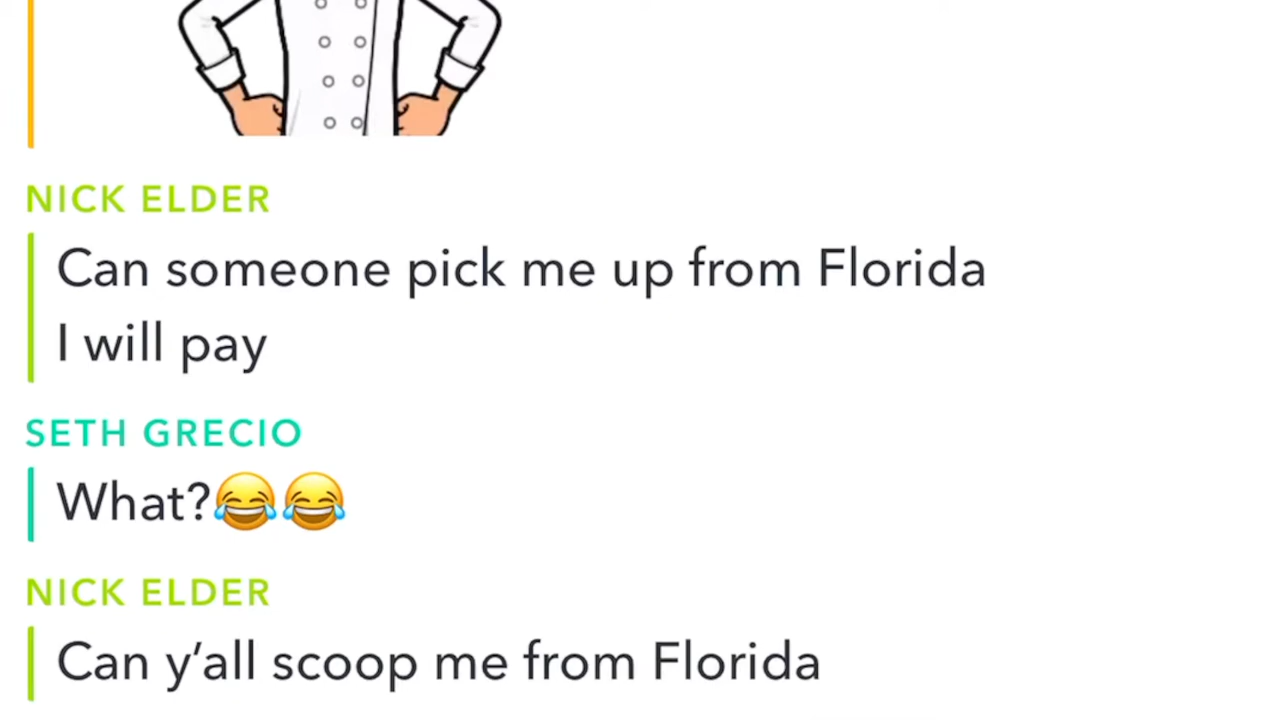 NICK ELDER
Can someone pick me up from Florida
I will pay
SETH GRECIO
What?😂😂
NICK ELDER
Can y’all scoop me from Florida